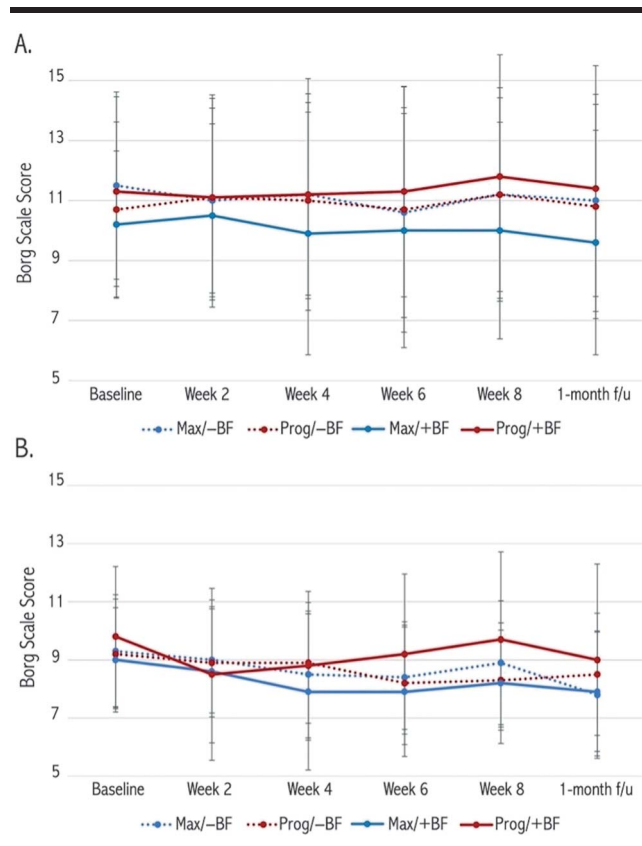 A.
Borg Scale Score
15
13
11
9
7
5
Baseline Week 2 Week 4 Week 6 Week 8 1-month f/u
Max/–BF Prog/–BF Max/+BF Prog/+BF
B.
Borg Scale Score
15
13
11
9
7
5
Baseline Week 2 Week 4 Week 6 Week 8 1-month f/u
Max/–BF Prog/–BF Max/+BF Prog/+BF